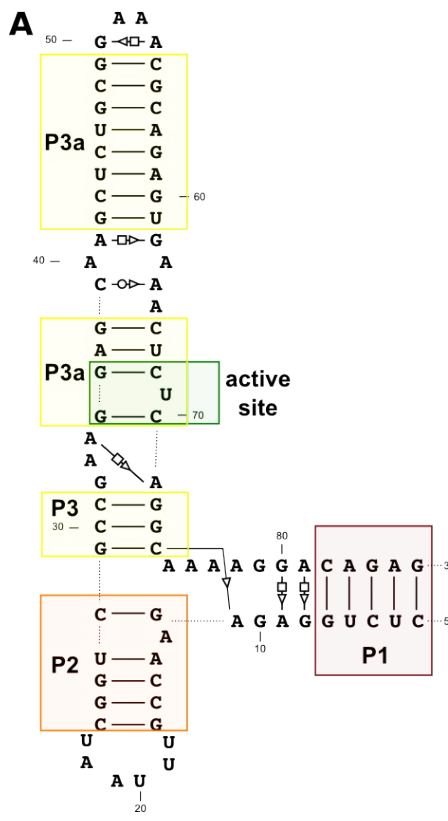 A
A A
50 G A
G C
C G
G C
U A
P3a
C G
U A
C G 60
G U
A G
40 A A
C A
G C
A U
P3a G C
active
site
U
G C 70
A
A
G A
P3 C G
30 C G
G C
80
A A A A G G A C A G A G 3
C G
A G A G G U C U C 5
A
10
P1
U A
P2
G C
G C
C G
U U
A U
A U
20